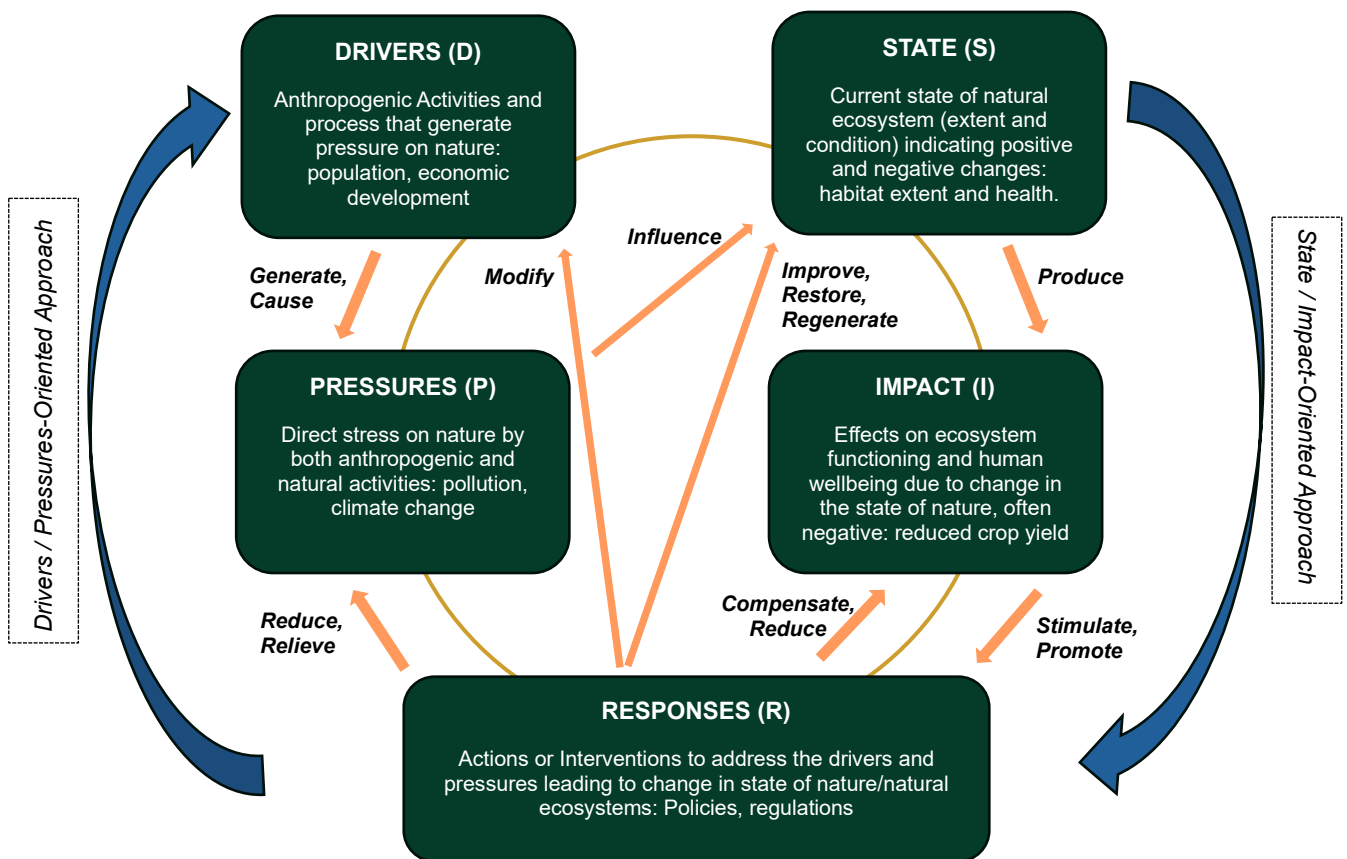 DRIVERS (D)
Anthropogenic Activities and
process that generate
pressure on nature:
population, economic
development
STATE (S)
Current state of natural
ecosystem (extent and
condition) indicating positive
and negative changes:
habitat extent and health.
Drivers / Pressures-Oriented Approach
State / Impact-Oriented Approach
Generate,
Cause
Modify
Influence
Improve,
Restore,
Regenerate
Produce
PRESSURES (P)
Direct stress on nature by
both anthropogenic and
natural activities: pollution,
climate change
IMPACT (I)
Effects on ecosystem
functioning and human
wellbeing due to change in
the state of nature, often
negative: reduced crop yield
Reduce,
Relieve
Compensate,
Reduce
Stimulate,
Promote
RESPONSES (R)
Actions or Interventions to address the drivers and
pressures leading to change in state of nature/natural
ecosystems: Policies, regulations